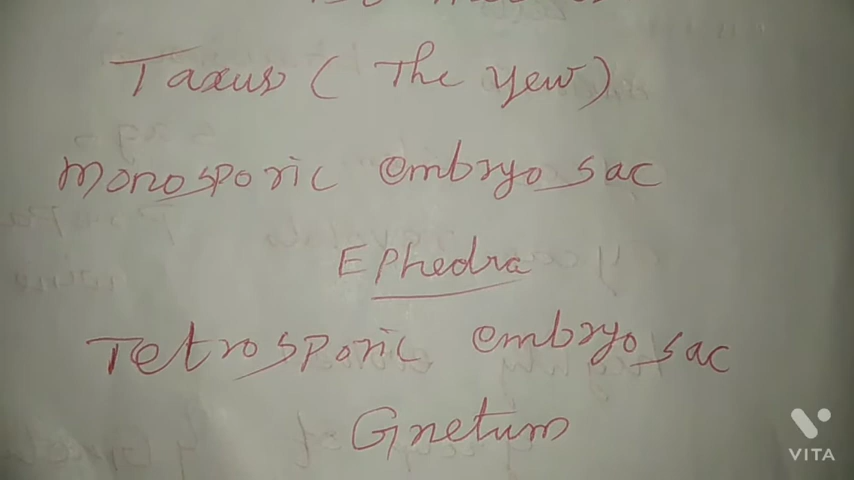 Taxus ( The yew )
Monosporic embryo sac
Ephedra
Tetrosporic embryo sac
Gnetum
VITA